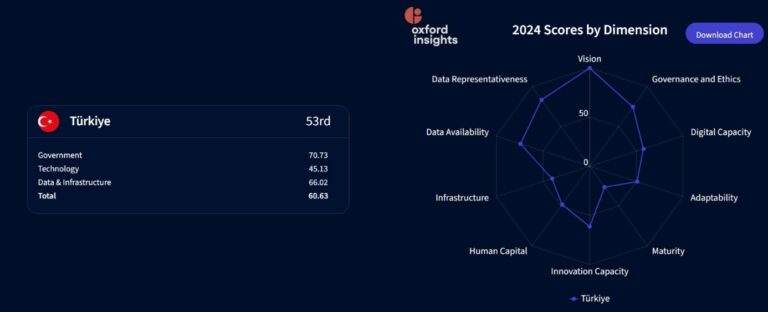 Türkiye 53rd
Government 70.73
Technology 45.13
Data & Infrastructure 66.02
Total 60.63
oxford
insights
2024 Scores by Dimension
Download Chart
Vision
Data Representativeness
Governance and Ethics
50
Data Availability
Digital Capacity
0
Infrastructure
Adaptability
Human Capital
Maturity
Innovation Capacity
Türkiye